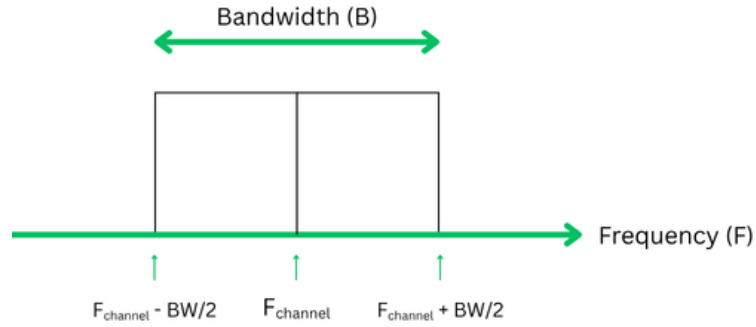 Bandwidth (B)
Frequency (F)
Fchannel - BW/2
Fchannel
Fchannel + BW/2